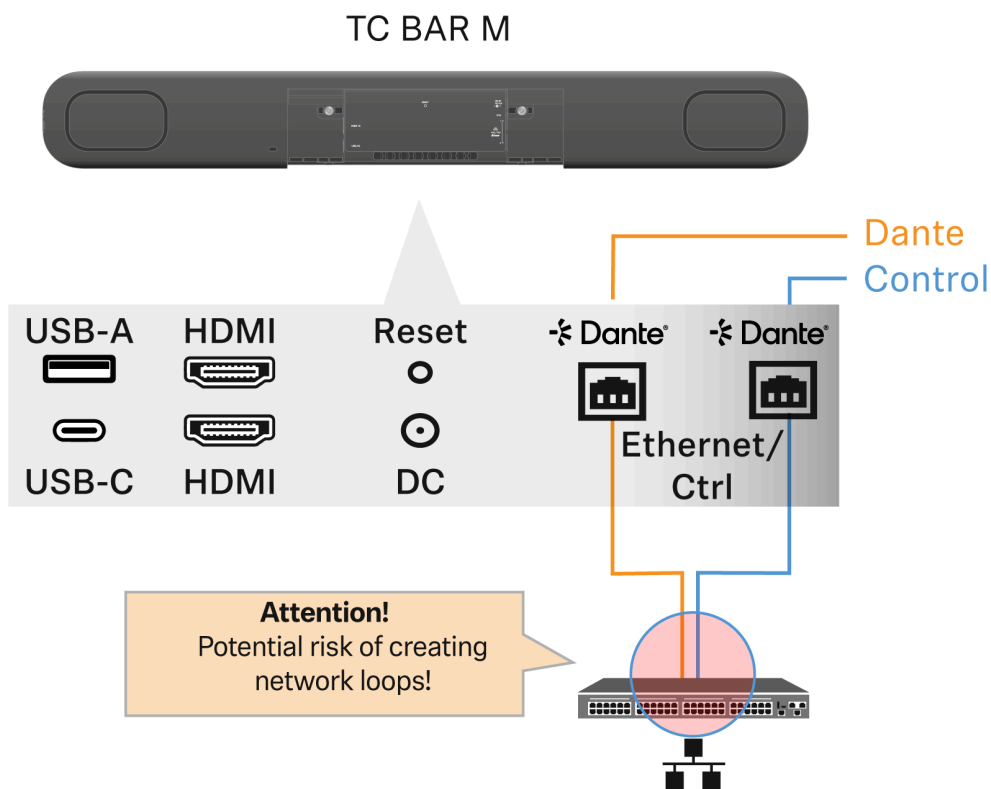 TC BAR M
Dante
Control
USB-A HDMI Reset Dante® Dante®
Ethernet/
Ctrl
USB-C HDMI DC
Attention!
Potential risk of creating
network loops!